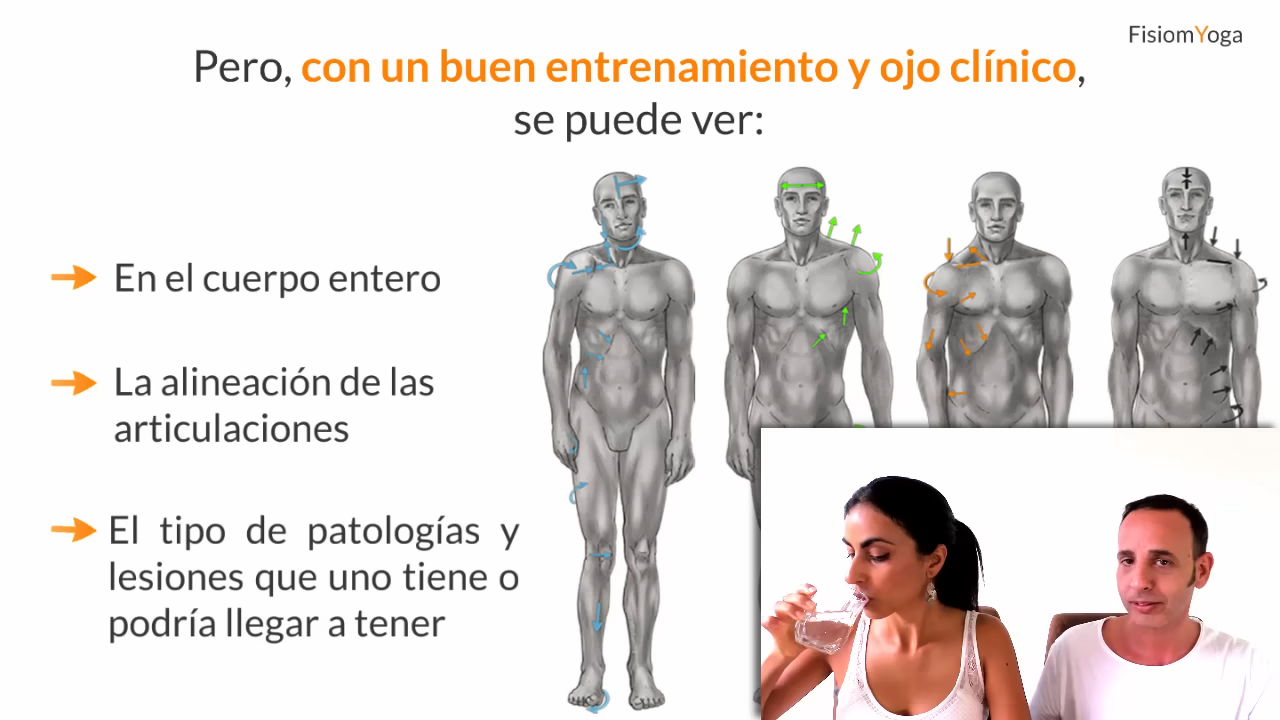 FisiomYoga
Pero, con un buen entrenamiento y ojo clínico,
se puede ver:
En el cuerpo entero
La alineación de las
articulaciones
El tipo de patologías y
lesiones que uno tiene o
podría llegar a tener